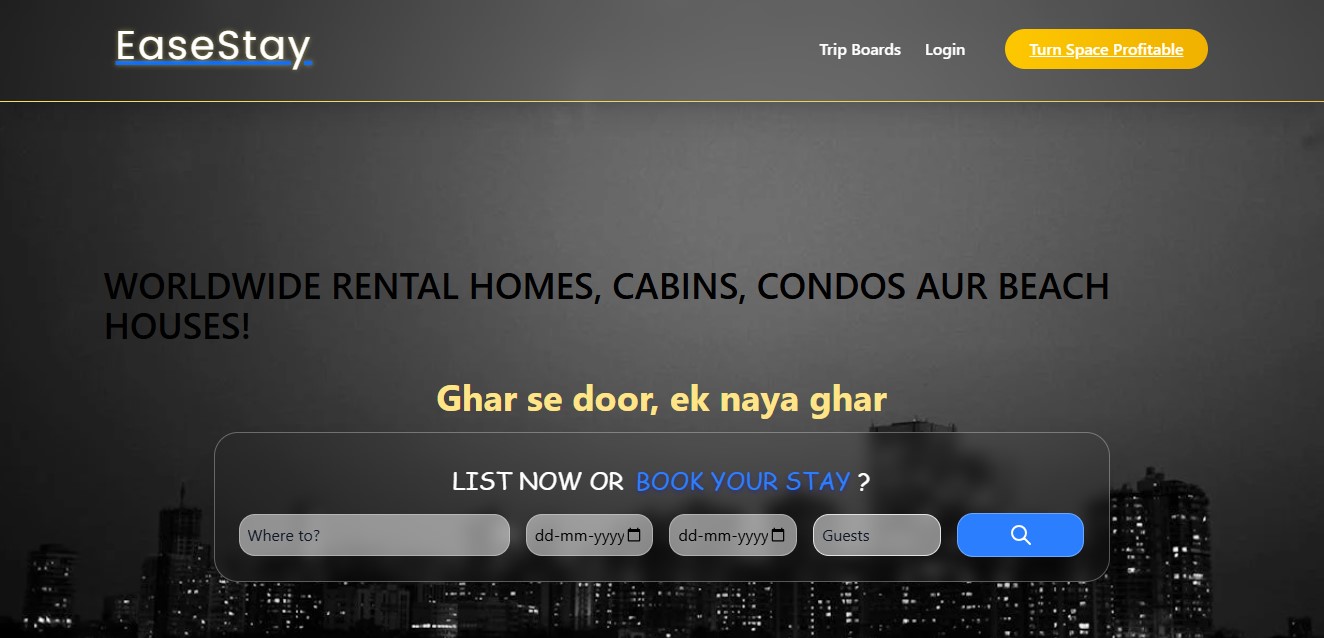 EaseStay
Trip Boards
Login
Turn Space Profitable
WORLDWIDE RENTAL HOMES, CABINS, CONDOS AUR BEACH
HOUSES!
Ghar se door, ek naya ghar
LIST NOW OR BOOK YOUR STAY ?
Where to?
dd-mm-yyyy
dd-mm-yyyy
Guests